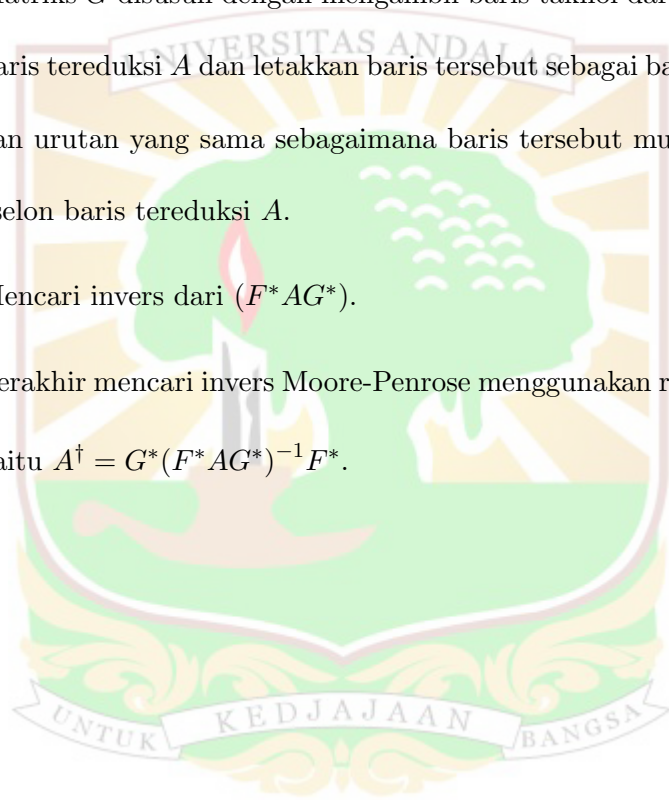 matriks G disusun dengan mengambil baris taknol dar
UNIVERSITAS ANDALAS
aris tereduksi A dan letakkan baris tersebut sebagai ba
an urutan yang sama sebagaimana baris tersebut mu
selon baris tereduksi A.
Mencari invers dari (F*AG*).
erakhir mencari invers Moore-Penrose menggunakan r
aitu A† = G*(F*AG*)⁻¹F*.
UNTUK KEDJAJAAN BANGSA